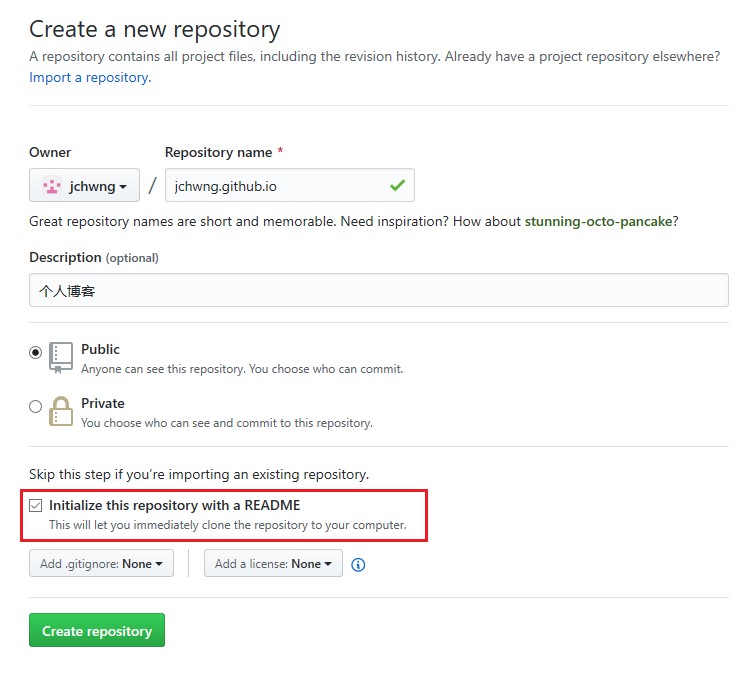 Create a new repository
A repository contains all project files, including the revision history. Already have a project repository elsewhere?
Import a repository.
Owner Repository name *
jchwng / jchwng.github.io
Great repository names are short and memorable. Need inspiration? How about stunning-octo-pancake?
Description (optional)
个人博客
Public
Anyone can see this repository. You choose who can commit.
Private
You choose who can see and commit to this repository.
Skip this step if you’re importing an existing repository.
Initialize this repository with a README
This will let you immediately clone the repository to your computer.
Add .gitignore: None Add a license: None
Create repository